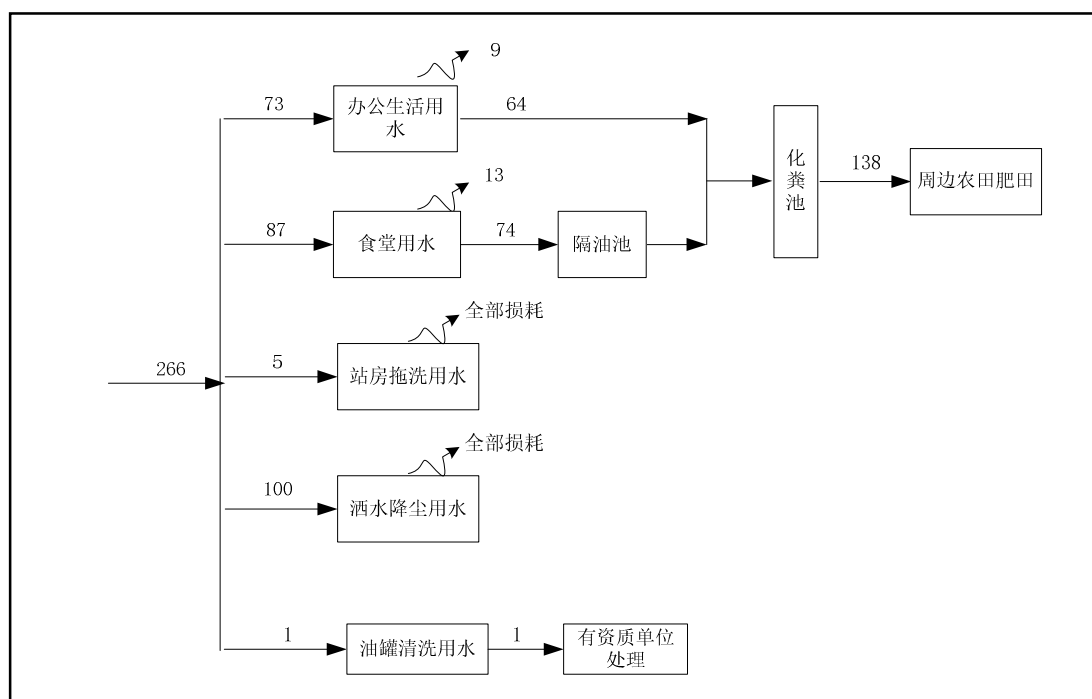 9
73
办公生活用
水
64
化
粪
池
138
周边农田肥田
13
87
食堂用水
74
隔油池
全部损耗
266
5
站房拖洗用水
全部损耗
100
洒水降尘用水
1
油罐清洗用水
1
有资质单位
处理